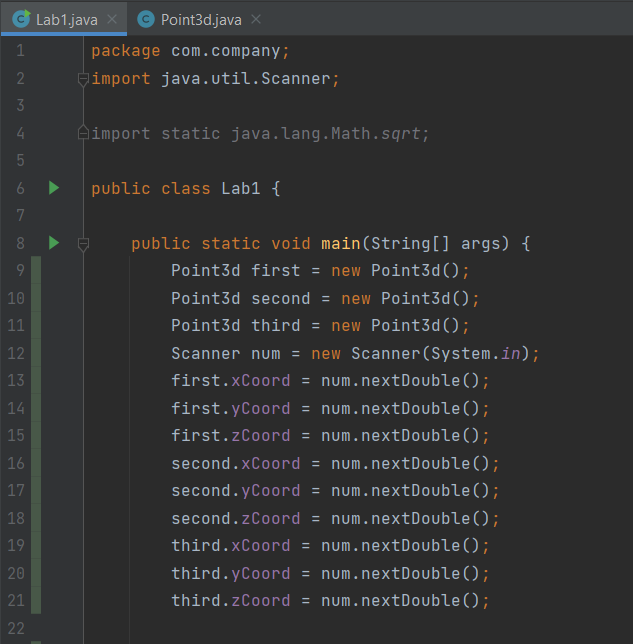 Lab1.java Point3d.java
1 package com.company;
2 import java.util.Scanner;
3
4 import static java.lang.Math.sqrt;
5
6 public class Lab1 {
7
8 public static void main(String[] args) {
9 Point3d first = new Point3d();
10 Point3d second = new Point3d();
11 Point3d third = new Point3d();
12 Scanner num = new Scanner(System.in);
13 first.xCoord = num.nextDouble();
14 first.yCoord = num.nextDouble();
15 first.zCoord = num.nextDouble();
16 second.xCoord = num.nextDouble();
17 second.yCoord = num.nextDouble();
18 second.zCoord = num.nextDouble();
19 third.xCoord = num.nextDouble();
20 third.yCoord = num.nextDouble();
21 third.zCoord = num.nextDouble();
22